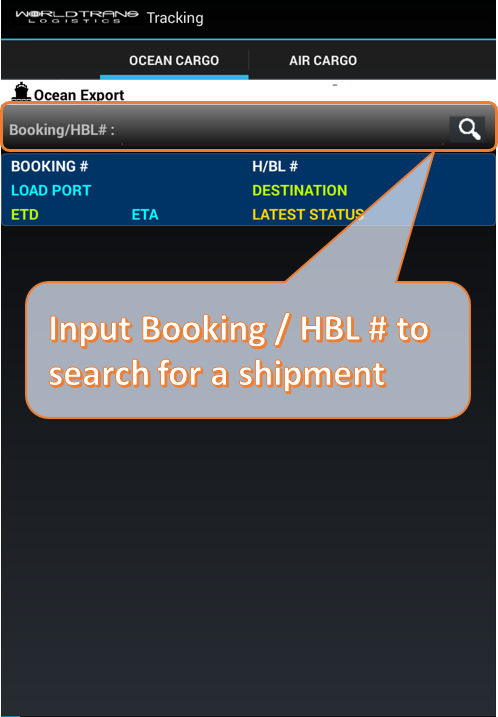 WORLDTRANS
LOGISTICS
Tracking
OCEAN CARGO AIR CARGO
Ocean Export
Booking/HBL# :
BOOKING # H/BL #
LOAD PORT DESTINATION
ETD ETA LATEST STATUS
Input Booking / HBL # to
search for a shipment